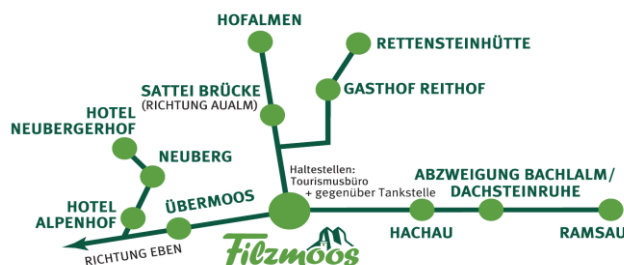 HOFALMEN
RETTENSTEINHÜTTE
SATTEI BRÜCKE
(RICHTUNG AUALM)
GASTHOF REITHOF
HOTEL
NEUBERGERHOF
NEUBERG
Haltestellen:
Tourismusbüro
+ gegenüber Tankstelle
ABZWEIGUNG BACHLALM/
DACHSTEINRUHE
HOTEL
ALPENHOF
ÜBERMOOS
HACHAU
RAMSAU
RICHTUNG EBEN
Filzmoos